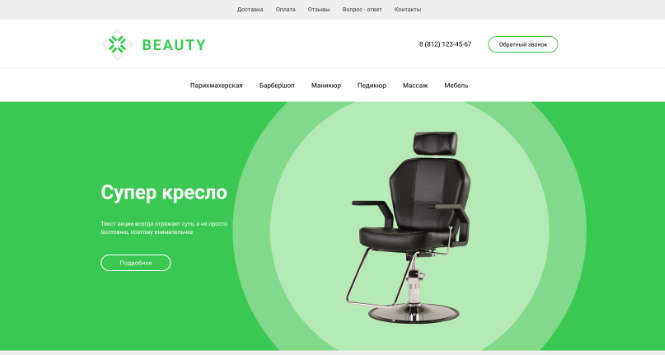 Доставка Оплата Отзывы Вопрос - ответ Контакты
BEAUTY
8 (812) 123-45-67
Обратный звонок
Парикмахерская Барбершоп Маникюр Педикюр Массаж Мебель
Супер кресло
Текст акции всегда отражает суть, а не просто
болтовню, поэтому внимательнее
Подробнее